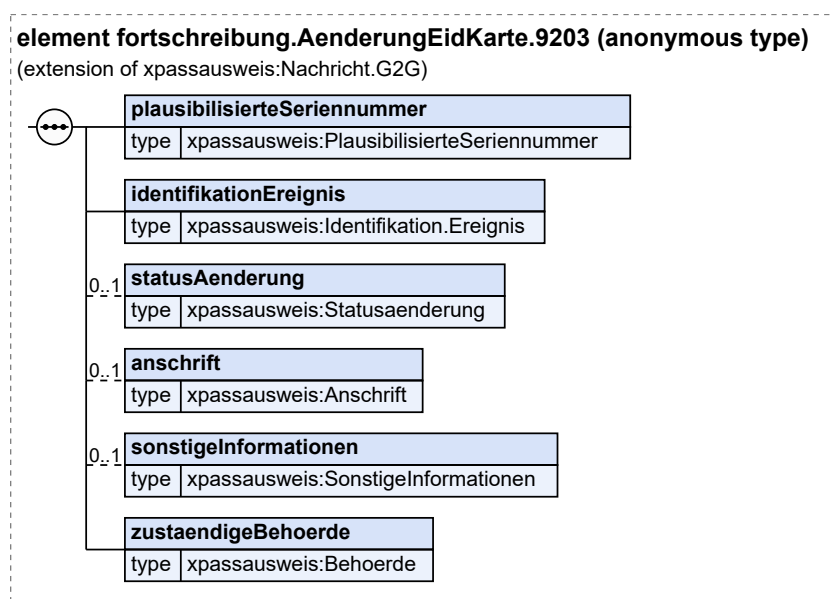 element fortschreibung.AenderungEidKarte.9203 (anonymous type)
(extension of xpassausweis:Nachricht.G2G)
plausibilisierteSeriennummer
type xpassausweis:PlausibilisierteSeriennummer
identifikationEreignis
type xpassausweis:Identifikation.Ereignis
0..1 statusAenderung
type xpassausweis:Statusaenderung
0..1 anschrift
type xpassausweis:Anschrift
0..1 sonstigeInformationen
type xpassausweis:SonstigeInformationen
zustaendigeBehoerde
type xpassausweis:Behoerde